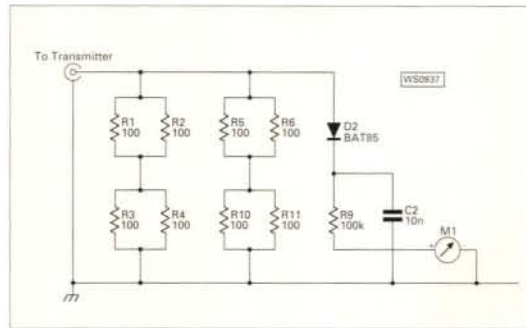 To Transmitter
WS0937
R1
100
R2
100
R5
100
R6
100
D2
BAT85
R3
100
R4
100
R10
100
R11
100
R9
100k
C2
10n
M1
+
-